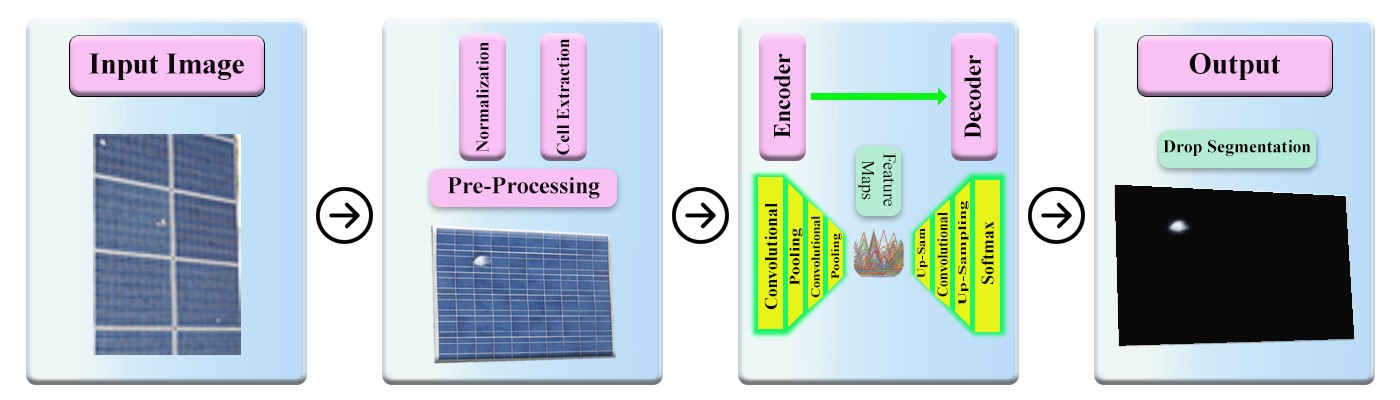 Input Image
Normalization
Cell Extraction
Pre-Processing
Encoder
Decoder
Feature
Maps
Convolutional
Pooling
Convolutional
Pooling
Up-Sam
Convolutional
Up-Sampling
Softmax
Output
Drop Segmentation